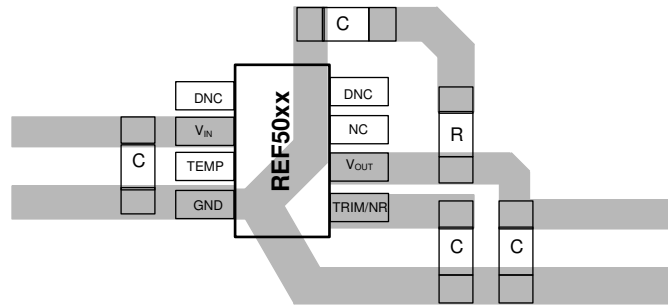 C
DNC
DNC
VIN
NC
R
C
TEMP
VOUT
GND
TRIM/NR
REF50xx
C
C